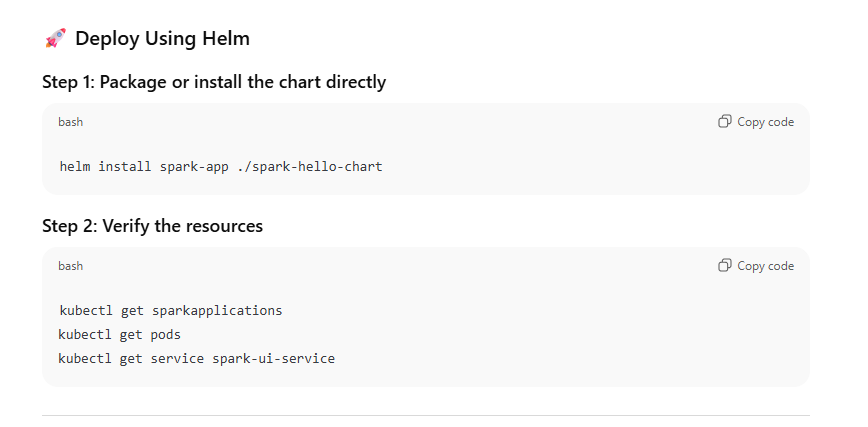 🚀 Deploy Using Helm
Step 1: Package or install the chart directly
bash Copy code
helm install spark-app ./spark-hello-chart
Step 2: Verify the resources
bash Copy code
kubectl get sparkapplications
kubectl get pods
kubectl get service spark-ui-service